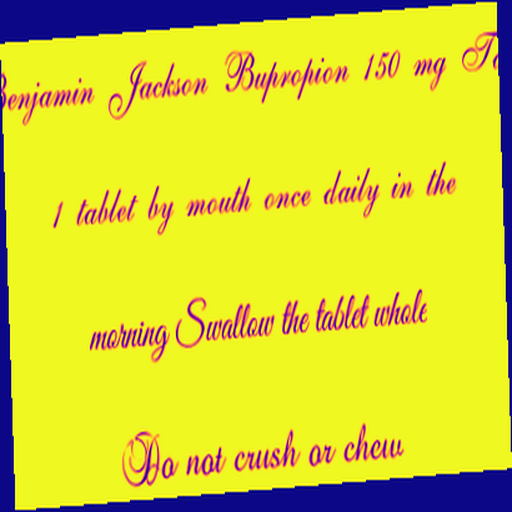 Benjamin Jackson Bupropion 150 mg
1 tablet by mouth once daily in the
morning Swallow the tablet whole
Do not crush or chew